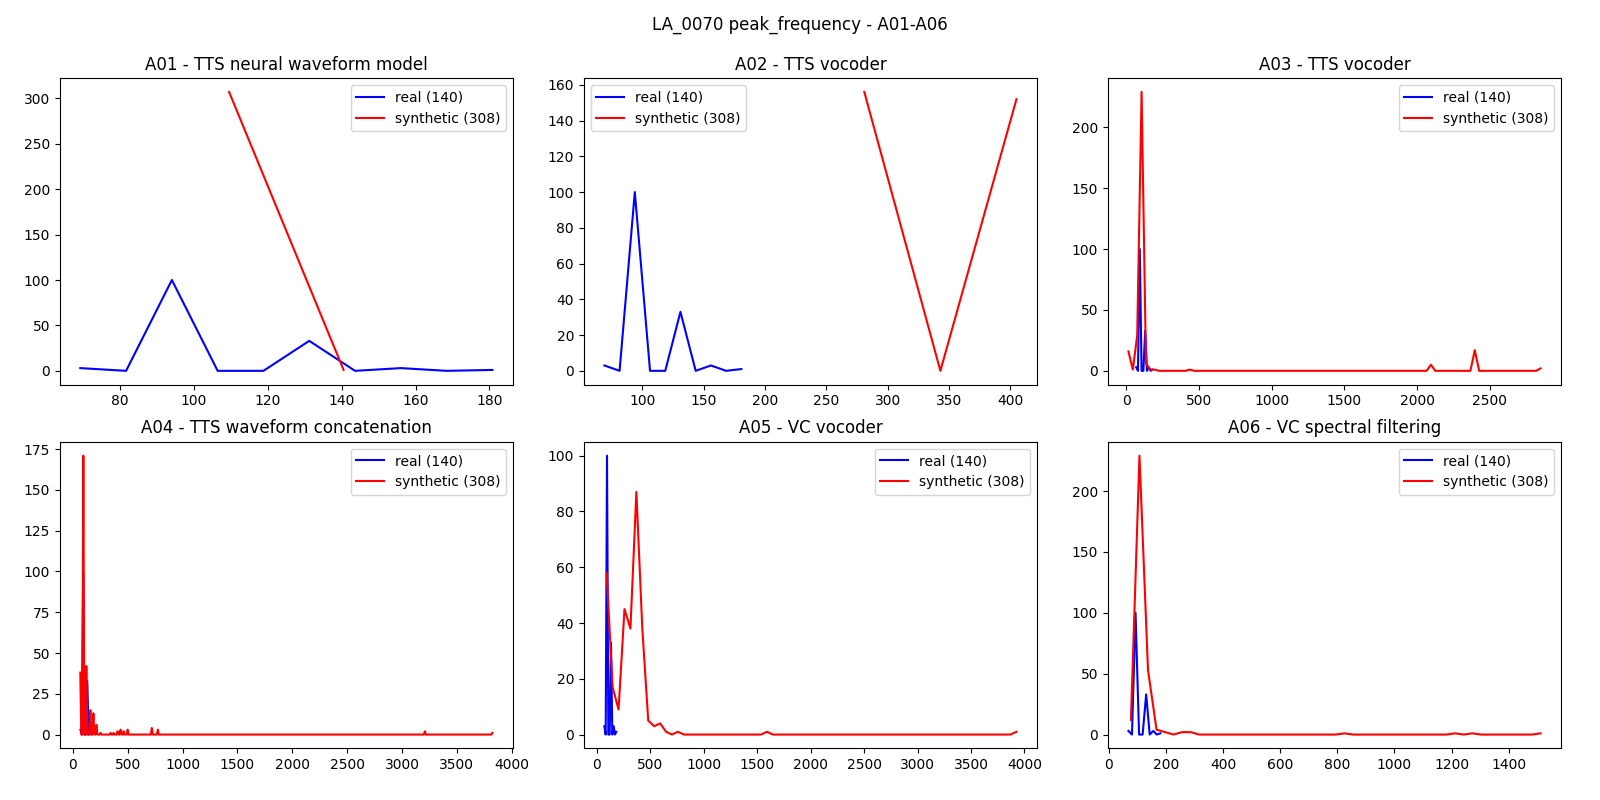 LA_0070 peak_frequency - A01-A06
A01 - TTS neural waveform model
real (140)
synthetic (308)
300
250
200
150
100
50
0
80 100 120 140 160 180
A02 - TTS vocoder
real (140)
synthetic (308)
160
140
120
100
80
60
40
20
0
100 150 200 250 300 350 400
A03 - TTS vocoder
real (140)
synthetic (308)
200
150
100
50
0
0 500 1000 1500 2000 2500
A04 - TTS waveform concatenation
real (140)
synthetic (308)
175
150
125
100
75
50
25
0
0 500 1000 1500 2000 2500 3000 3500 4000
A05 - VC vocoder
real (140)
synthetic (308)
100
80
60
40
20
0
0 500 1000 1500 2000 2500 3000 3500 4000
A06 - VC spectral filtering
real (140)
synthetic (308)
200
150
100
50
0
0 200 400 600 800 1000 1200 1400